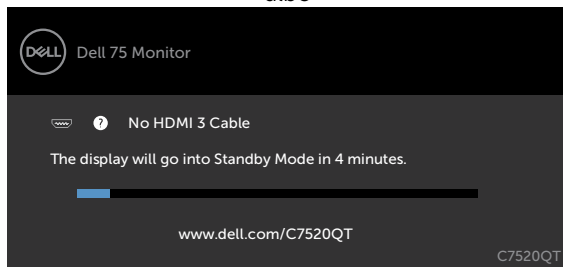 DELL
Dell 75 Monitor
? No HDMI 3 Cable
The display will go into Standby Mode in 4 minutes.
www.dell.com/C7520QT
C7520QT